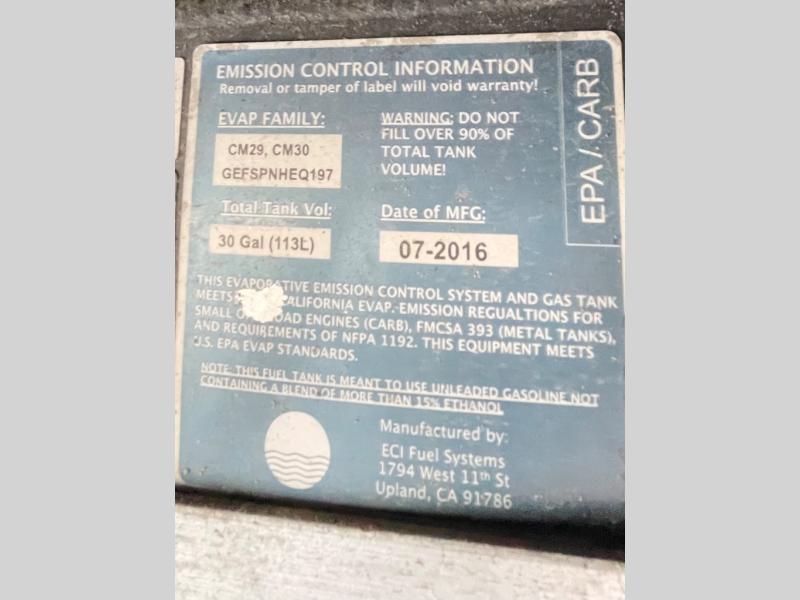 EMISSION CONTROL INFORMATION
Removal or tamper of label will void warranty!
EVAP FAMILY:
CM29, CM30
GEFSPNHEQ197
WARNING: DO NOT
FILL OVER 90% OF
TOTAL TANK
VOLUME!
Total Tank Vol:
30 Gal (113L)
Date of MFG:
07-2016
EPA / CARB
THIS EVAPORATIVE EMISSION CONTROL SYSTEM AND GAS TANK
MEETS ALIFORNIA EVAP. EMISSION REGUALTIONS FOR
SMALL O ROAD ENGINES (CARB), FMCSA 393 (METAL TANKS),
AND REQUIREMENTS OF NFPA 1192. THIS EQUIPMENT MEETS
U.S. EPA EVAP STANDARDS.
NOTE: THIS FUEL TANK IS MEANT TO USE UNLEADED GASOLINE NOT
CONTAINING A BLEND OF MORE THAN 15% ETHANOL
Manufactured by:
ECI Fuel Systems
1794 West 11th St
Upland, CA 91786